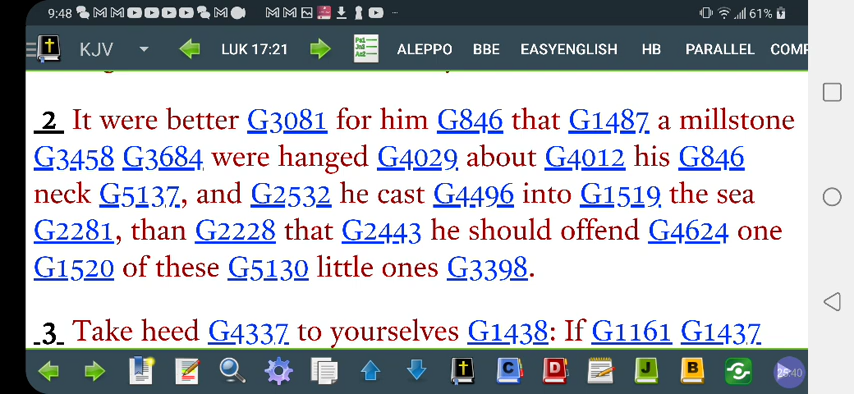 9:48 61%
KJV LUK 17:21 ALEPPO BBE EASYENGLISH HB PARALLEL COMP
2 It were better G3081 for him G846 that G1487 a millstone
G3458 G3684 were hanged G4029 about G4012 his G846
neck G5137, and G2532 he cast G4496 into G1519 the sea
G2281, than G2228 that G2443 he should offend G4624 one
G1520 of these G5130 little ones G3398.
3 Take heed G4337 to yourselves G1438: If G1161 G1437
C D J B 28:40